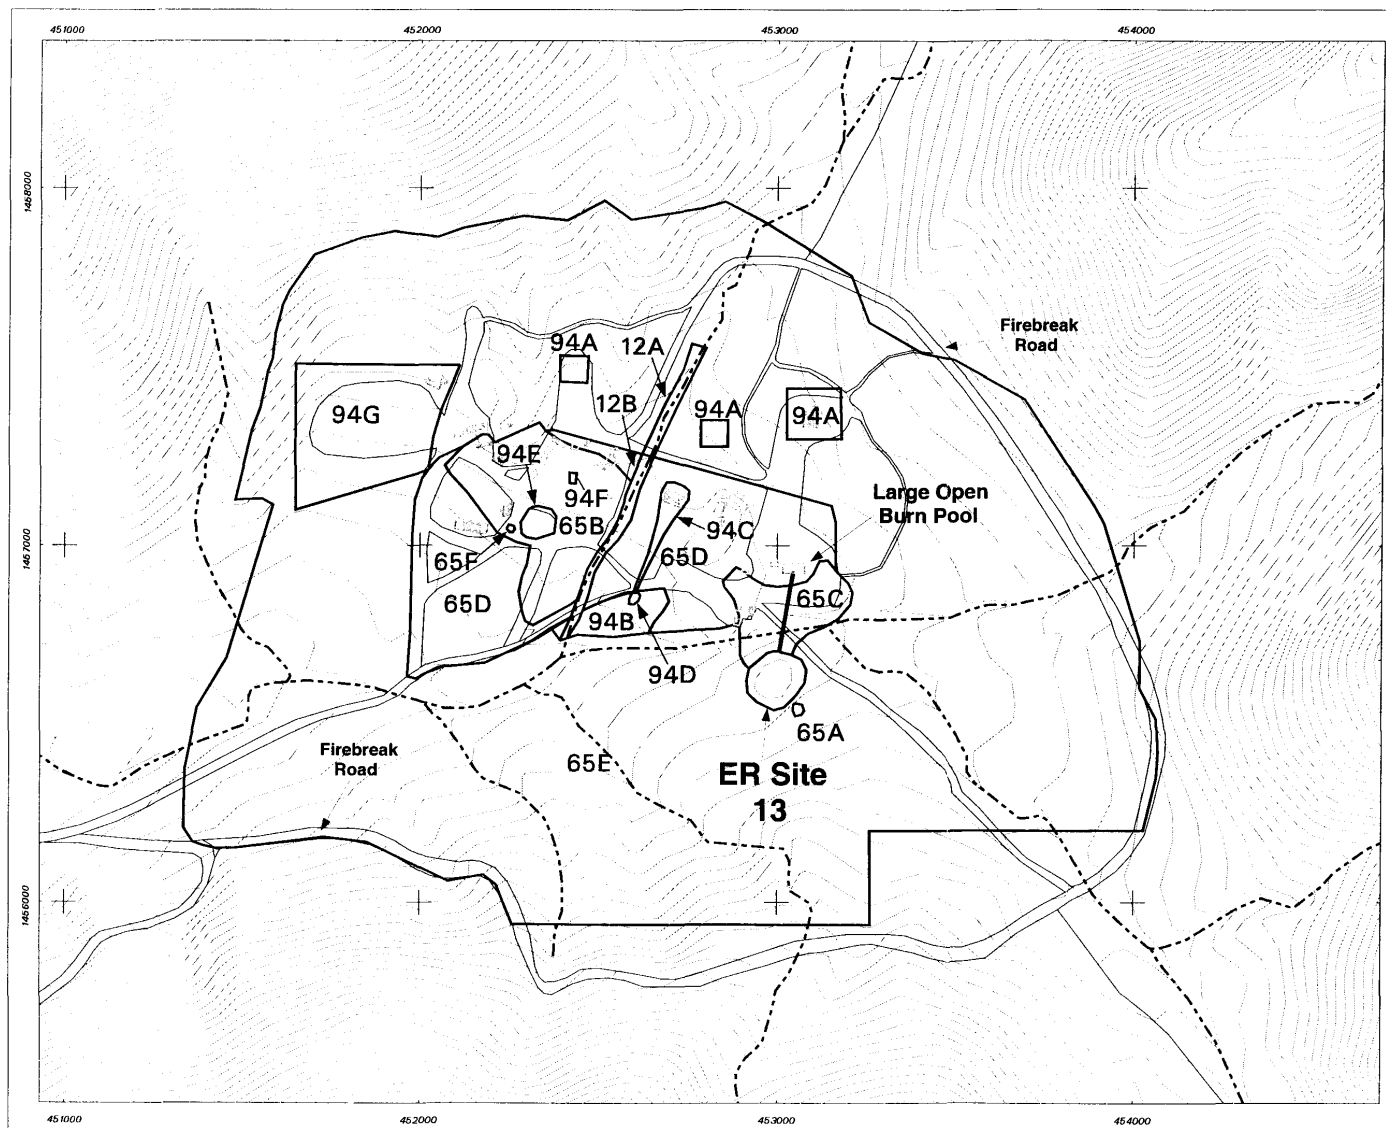 451000
452000
453000
454000
1458000
Firebreak
Road
94A
12A
94G
12B
94A
94A
94E
94F
Large Open
Burn Pool
65B
94C
65F
65D
65D
65C
94B
94D
65A
Firebreak
Road
65E
ER Site
13
1457000
1456000
451000
452000
453000
454000